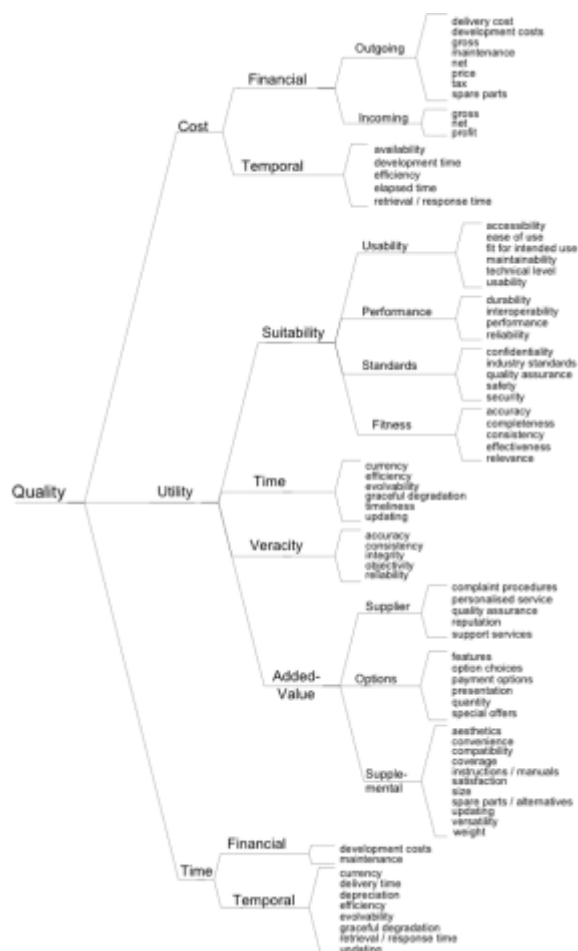 Quality
Cost
Financial
Outgoing
delivery cost
development costs
gross
maintenance
net
price
tax
spare parts
Incoming
gross
net
profit
Temporal
availability
development time
efficiency
elapsed time
retrieval / response time
Utility
Suitability
Usability
accessibility
ease of use
fit for intended use
maintainability
technical level
usability
Performance
durability
interoperability
performance
reliability
Standards
confidentiality
industry standards
quality assurance
safety
security
Fitness
accuracy
completeness
consistency
effectiveness
relevance
Time
currency
efficiency
evolvability
graceful degradation
timeliness
updating
Veracity
accuracy
consistency
integrity
objectivity
reliability
Added-
Value
Supplier
complaint procedures
personalised service
quality assurance
reputation
support services
Options
features
option choices
payment options
presentation
quantity
special offers
Supple-
mental
aesthetics
convenience
compatibility
coverage
instructions / manuals
satisfaction
size
spare parts / alternatives
updating
versatility
weight
Time
Financial
development costs
maintenance
Temporal
currency
delivery time
depreciation
efficiency
evolvability
graceful degradation
retrieval / response time
updating